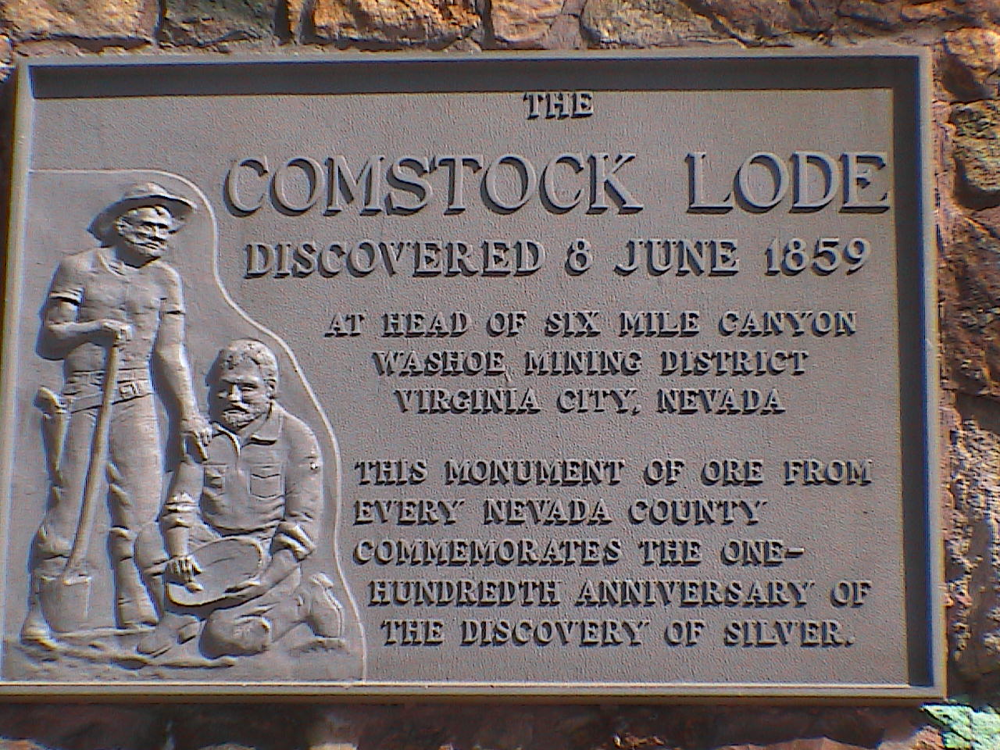 THE
COMSTOCK LODE
DISCOVERED 8 JUNE 1859
AT HEAD OF SIX MILE CANYON
WASHOE, MINING DISTRICT
VIRGINIA CITY, NEVADA
THIS MONUMENT OF ORE FROM
EVERY NEVADA COUNTY
COMMEMORATES THE ONE-
HUNDREDTH ANNIVERSARY OF
THE DISCOVERY OF SILVER.